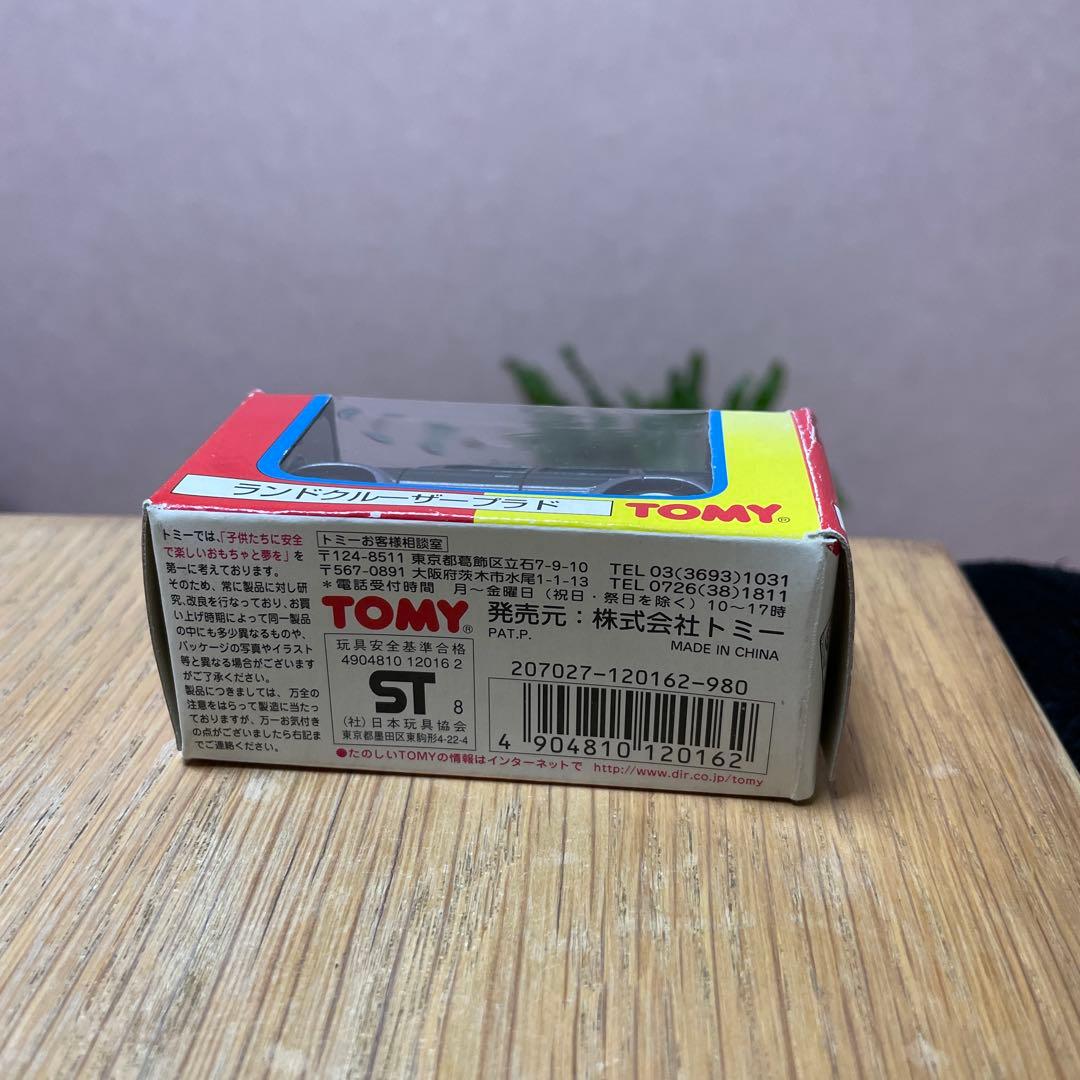 ランドクルーザープラド
TOMY®
トミーでは、「子供たちに安全
で楽しいおもちゃと夢を」を
第一に考えております。
そのため、常に製品に対し研
究、改良を行なっており、お買
い上げ時期によって同一製品
の中にも多少異なるものや、
パッケージの写真やイラスト
等と異なる場合がございます
がご了承ください。
製品につきましては、万全の
注意をはらって製造に当たっ
ておりますが、万一お気付き
の点がございましたら右記ま
でご連絡ください。
トミーお客様相談室
〒124-8511 東京都葛飾区立石7-9-10 TEL 03(3693)1031
〒567-0891 大阪府茨木市水尾1-1-13 TEL 0726(38)1811
*電話受付時間 月〜金曜日(祝日・祭日を除く)10〜17時
TOMY®
発売元:株式会社トミー
PAT.P.
MADE IN CHINA
玩具安全基準合格
4904810 12016 2
ST 8
(社)日本玩具協会
東京都墨田区東駒形4-22-4
207027-120162-980
4 904810 120162
●たのしいTOMYの情報はインターネットで http://www.dir.co.jp/tomy